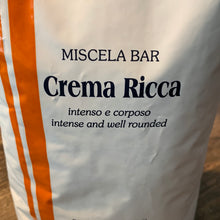 MISCELA BAR
Crema Ricca
intenso e corposo
intense and well rounded